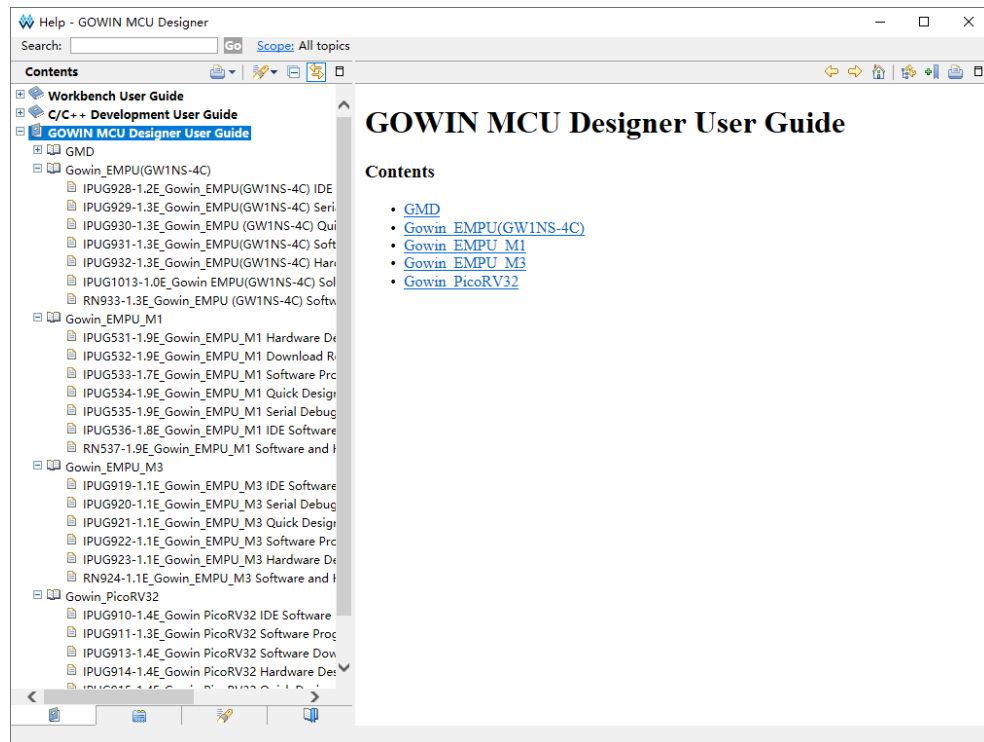 Help - GOWIN MCU Designer
Search: Go Scope: All topics
Contents
Workbench User Guide
C/C++ Development User Guide
GOWIN MCU Designer User Guide
GMD
Gowin_EMPU(GW1NS-4C)
IPUG928-1.2E_Gowin_EMPU(GW1NS-4C) IDE
IPUG929-1.3E_Gowin_EMPU(GW1NS-4C) Seri
IPUG930-1.3E_Gowin_EMPU (GW1NS-4C) Qui
IPUG931-1.3E_Gowin_EMPU(GW1NS-4C) Soft
IPUG932-1.3E_Gowin_EMPU(GW1NS-4C) Har
IPUG1013-1.0E_Gowin EMPU(GW1NS-4C) Sol
RN933-1.3E_Gowin_EMPU (GW1NS-4C) Softw
Gowin_EMPU_M1
IPUG531-1.9E_Gowin_EMPU_M1 Hardware De
IPUG532-1.9E_Gowin_EMPU_M1 Download R
IPUG533-1.7E_Gowin_EMPU_M1 Software Prc
IPUG534-1.9E_Gowin_EMPU_M1 Quick Desigr
IPUG535-1.9E_Gowin_EMPU_M1 Serial Debug
IPUG536-1.8E_Gowin_EMPU_M1 IDE Software
RN537-1.9E_Gowin_EMPU_M1 Software and H
Gowin_EMPU_M3
IPUG919-1.1E_Gowin_EMPU_M3 IDE Software
IPUG920-1.1E_Gowin_EMPU_M3 Serial Debug
IPUG921-1.1E_Gowin_EMPU_M3 Quick Desigr
IPUG922-1.1E_Gowin_EMPU_M3 Software Prc
IPUG923-1.1E_Gowin_EMPU_M3 Hardware De
RN924-1.1E_Gowin_EMPU_M3 Software and H
Gowin_PicoRV32
IPUG910-1.4E_Gowin PicoRV32 IDE Software
IPUG911-1.3E_Gowin PicoRV32 Software Prog
IPUG913-1.4E_Gowin PicoRV32 Software Dow
IPUG914-1.4E_Gowin PicoRV32 Hardware Des
GOWIN MCU Designer User Guide
Contents
GMD
Gowin_EMPU(GW1NS-4C)
Gowin_EMPU_M1
Gowin_EMPU_M3
Gowin_PicoRV32